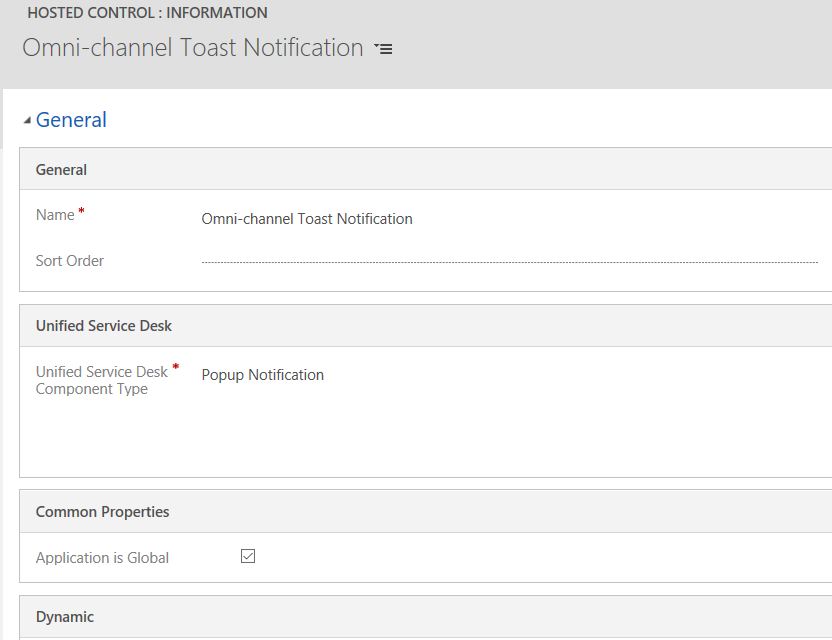 HOSTED CONTROL : INFORMATION
Omni-channel Toast Notification
General
General
Name *
Omni-channel Toast Notification
Sort Order
Unified Service Desk
Unified Service Desk *
Component Type
Popup Notification
Common Properties
Application is Global
Dynamic